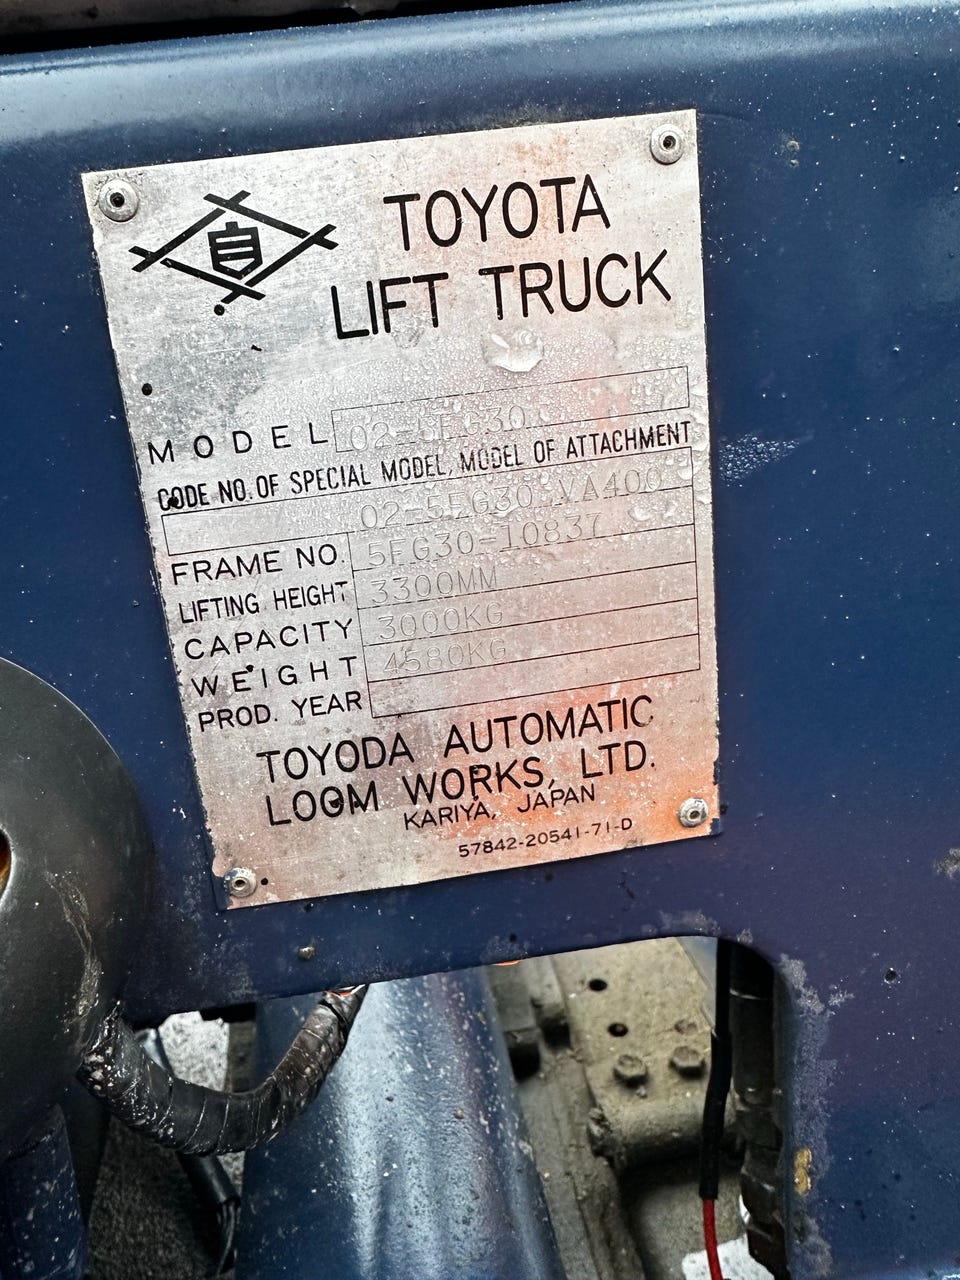 TOYOTA
LIFT TRUCK
MODEL 02-5FG30
CODE NO. OF SPECIAL MODEL, MODEL OF ATTACHMENT
02-5FG30 VA400
FRAME NO. 5FG30-10837
LIFTING HEIGHT 3300MM
CAPACITY 3000KG
WEIGHT 4580KG
PROD. YEAR
TOYODA AUTOMATIC
LOOM WORKS, LTD.
KARIYA, JAPAN
57842-20541-71-D